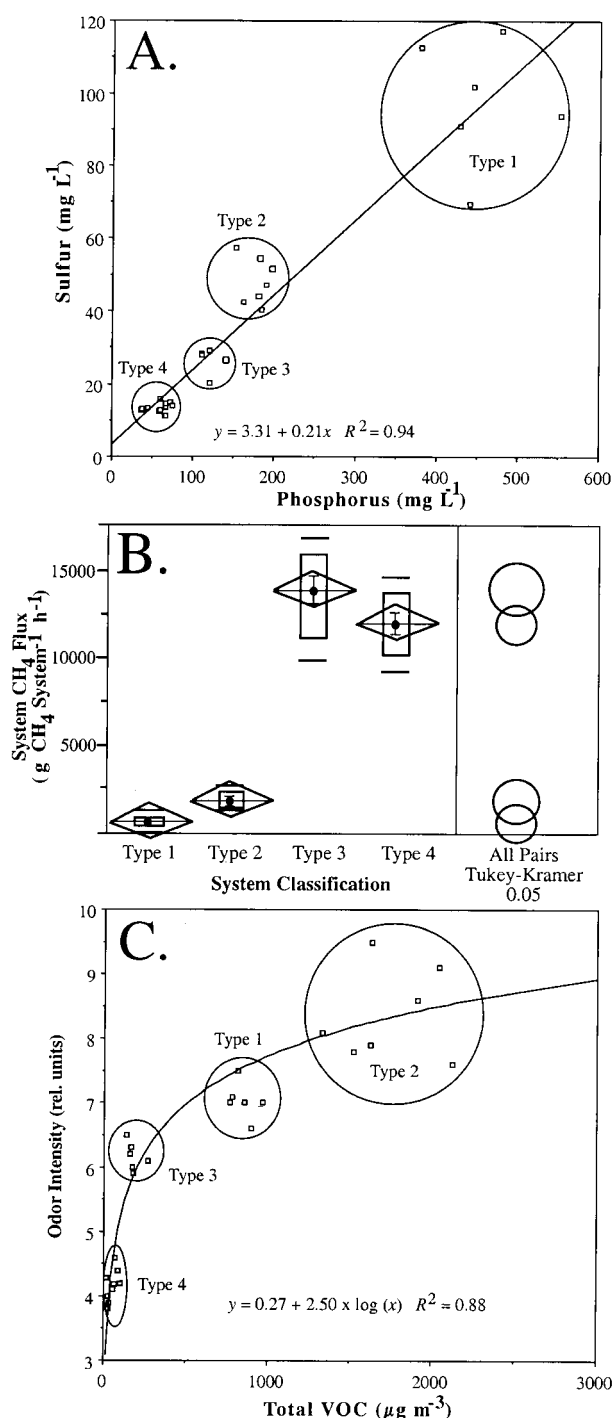 A.
120
100
80
60
40
20
0
Sulfur (mg L⁻¹)
Type 1
Type 2
Type 3
Type 4
y = 3.31 + 0.21x R² = 0.94
0 100 200 300 400 500 600
Phosphorus (mg L⁻¹)
B.
15000
10000
5000
System CH₄ Flux
(g CH₄ System⁻¹ h⁻¹)
Type 1 Type 2 Type 3 Type 4
System Classification
All Pairs
Tukey-Kramer
0.05
C.
10
9
8
7
6
5
4
3
Odor Intensity (rel. units)
Type 1
Type 2
Type 3
Type 4
y = 0.27 + 2.50 x log (x) R² = 0.88
0 1000 2000 3000
Total VOC (µg m⁻³)